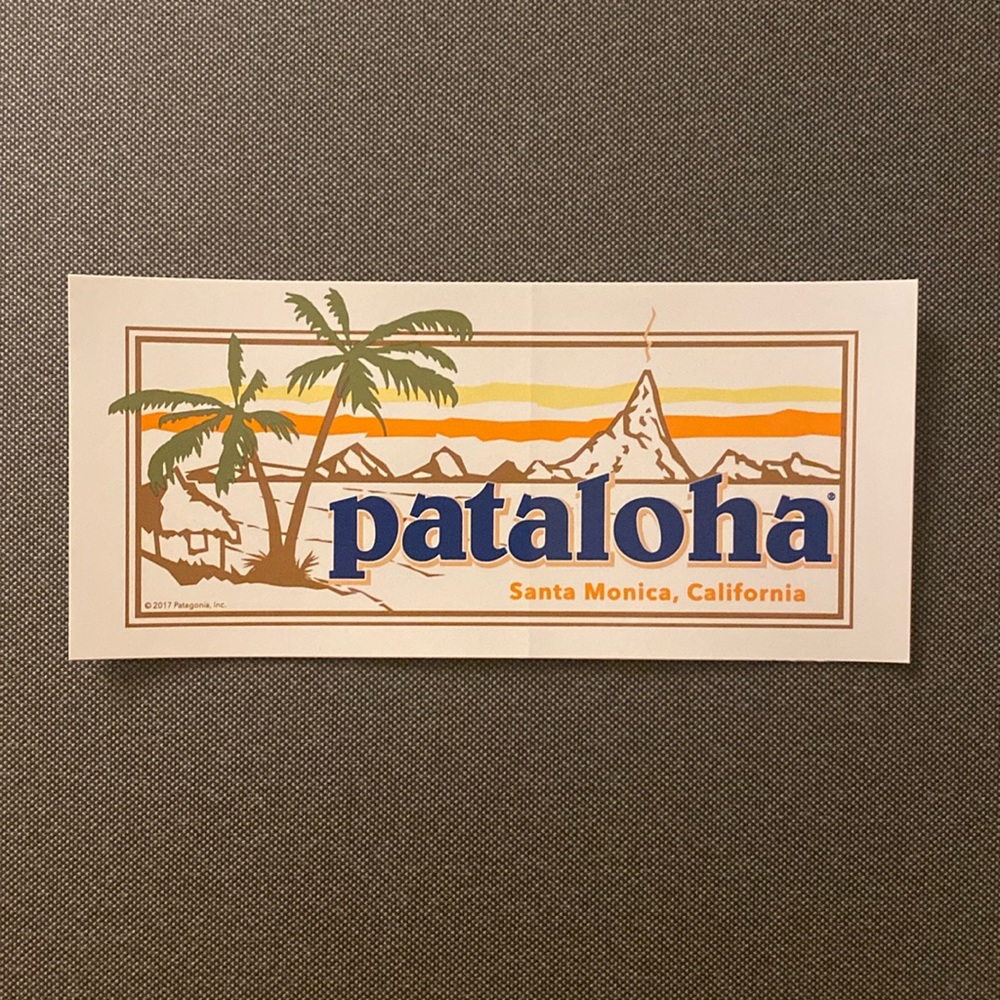 pataloha®
Santa Monica, California
© 2017 Patagonia, Inc.